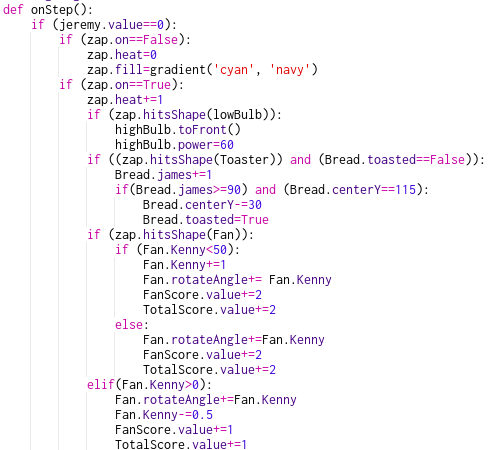 def onStep():
    if (jeremy.value==0):
        if (zap.on==False):
            zap.heat=0
            zap.fill=gradient('cyan', 'navy')
        if (zap.on==True):
            zap.heat+=1
            if (zap.hitsShape(lowBulb)):
                highBulb.toFront()
                highBulb.power=60
            if ((zap.hitsShape(Toaster)) and (Bread.toasted==False)):
                Bread.james+=1
                if(Bread.james>=90) and (Bread.centerY==115):
                    Bread.centerY-=30
                    Bread.toasted=True
            if (zap.hitsShape(Fan)):
                if (Fan.Kenny<50):
                    Fan.Kenny+=1
                    Fan.rotateAngle+= Fan.Kenny
                    FanScore.value+=2
                    TotalScore.value+=2
                else:
                    Fan.rotateAngle+=Fan.Kenny
                    FanScore.value+=2
                    TotalScore.value+=2
            elif(Fan.Kenny>0):
                Fan.rotateAngle+=Fan.Kenny
                Fan.Kenny-=0.5
                FanScore.value+=1
                TotalScore.value+=1